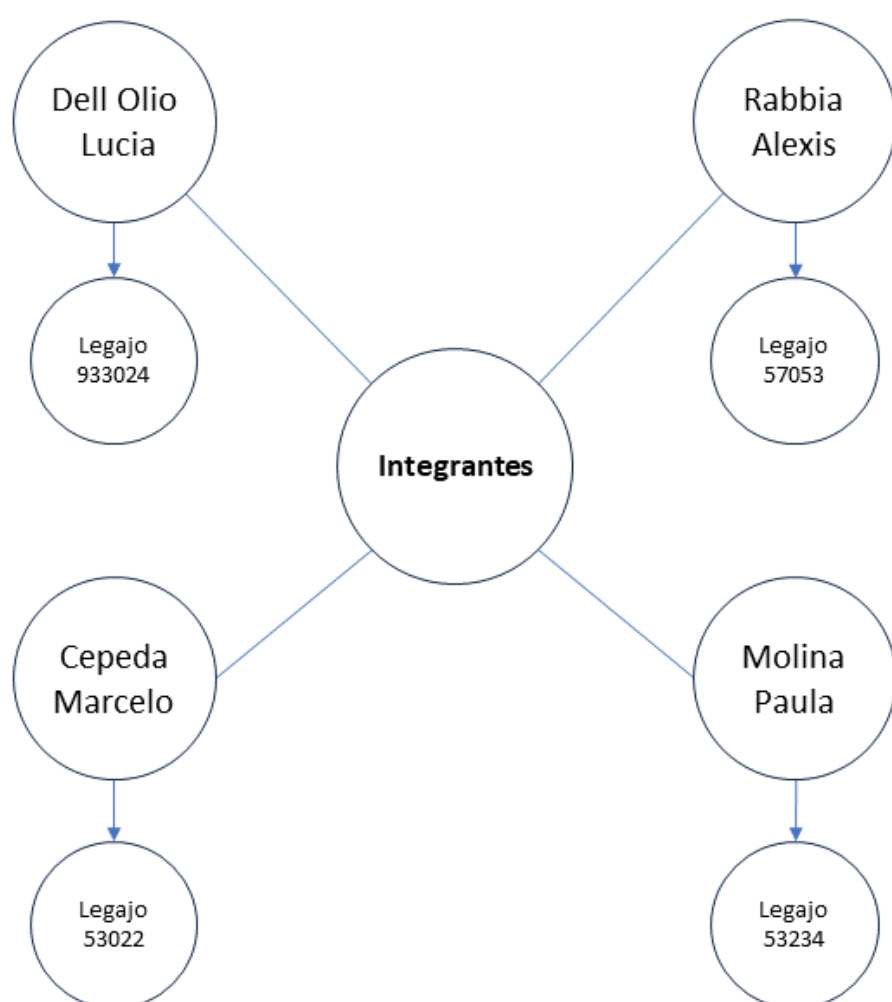 Dell Olio
Lucia
Rabbia
Alexis
Legajo
933024
Legajo
57053
Integrantes
Cepeda
Marcelo
Molina
Paula
Legajo
53022
Legajo
53234